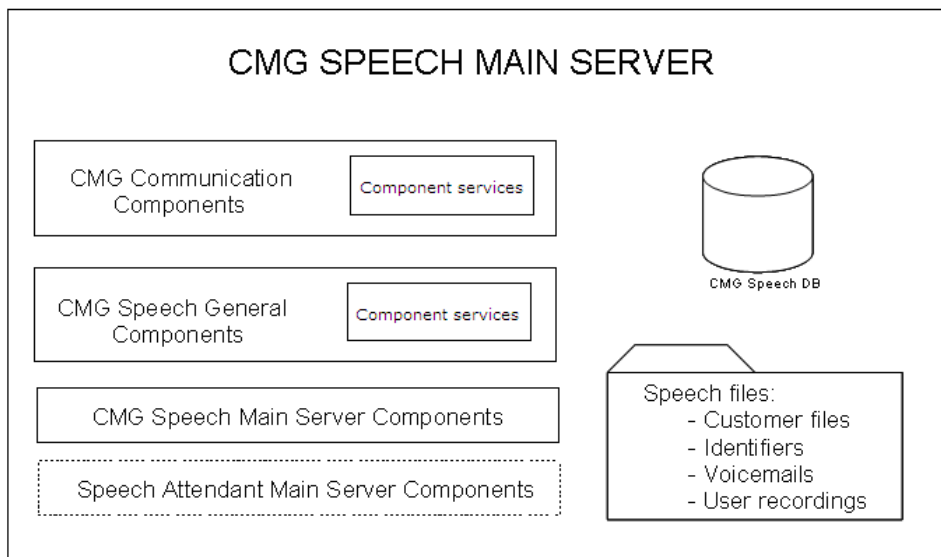 CMG SPEECH MAIN SERVER
CMG Communication
Components
Component services
CMG Speech DB
CMG Speech General
Components
Component services
CMG Speech Main Server Components
Speech Attendant Main Server Components
Speech files:
- Customer files
- Identifiers
- Voicemails
- User recordings